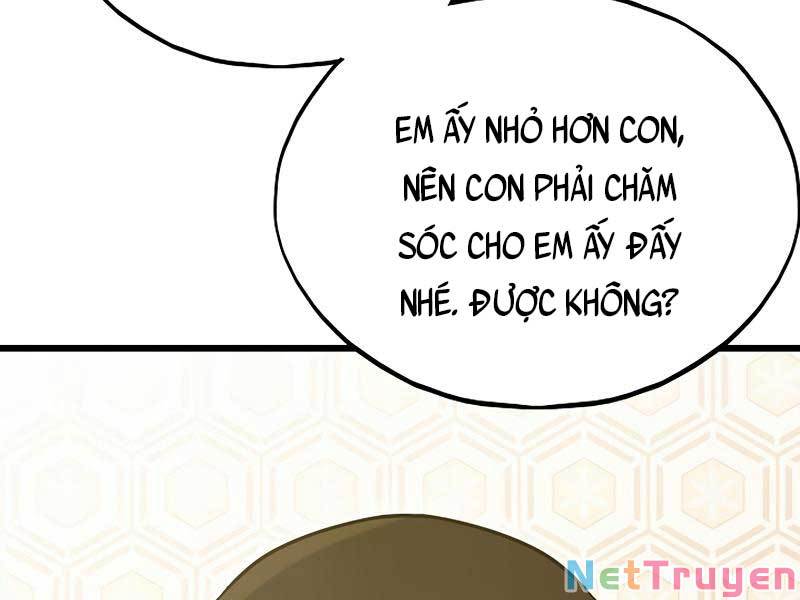 EM ẤY NHỎ HƠN CON,
NÊN CON PHẢI CHĂM
SÓC CHO EM ẤY ĐẤY
NHÉ. ĐƯỢC KHÔNG?
NetTruyen